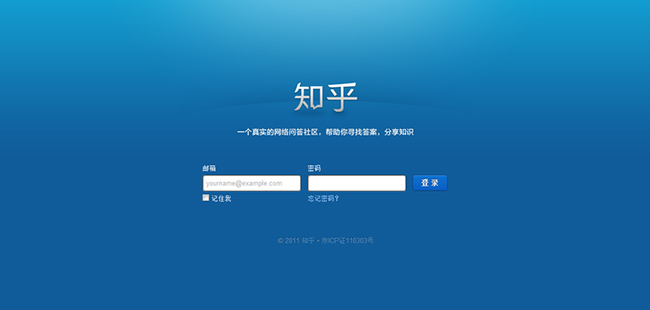 知乎
一个真实的网络问答社区，帮助你寻找答案，分享知识
邮箱 密码
yourname@example.com 登 录
记住我 忘记密码？
© 2011 知乎 • 京ICP证110303号